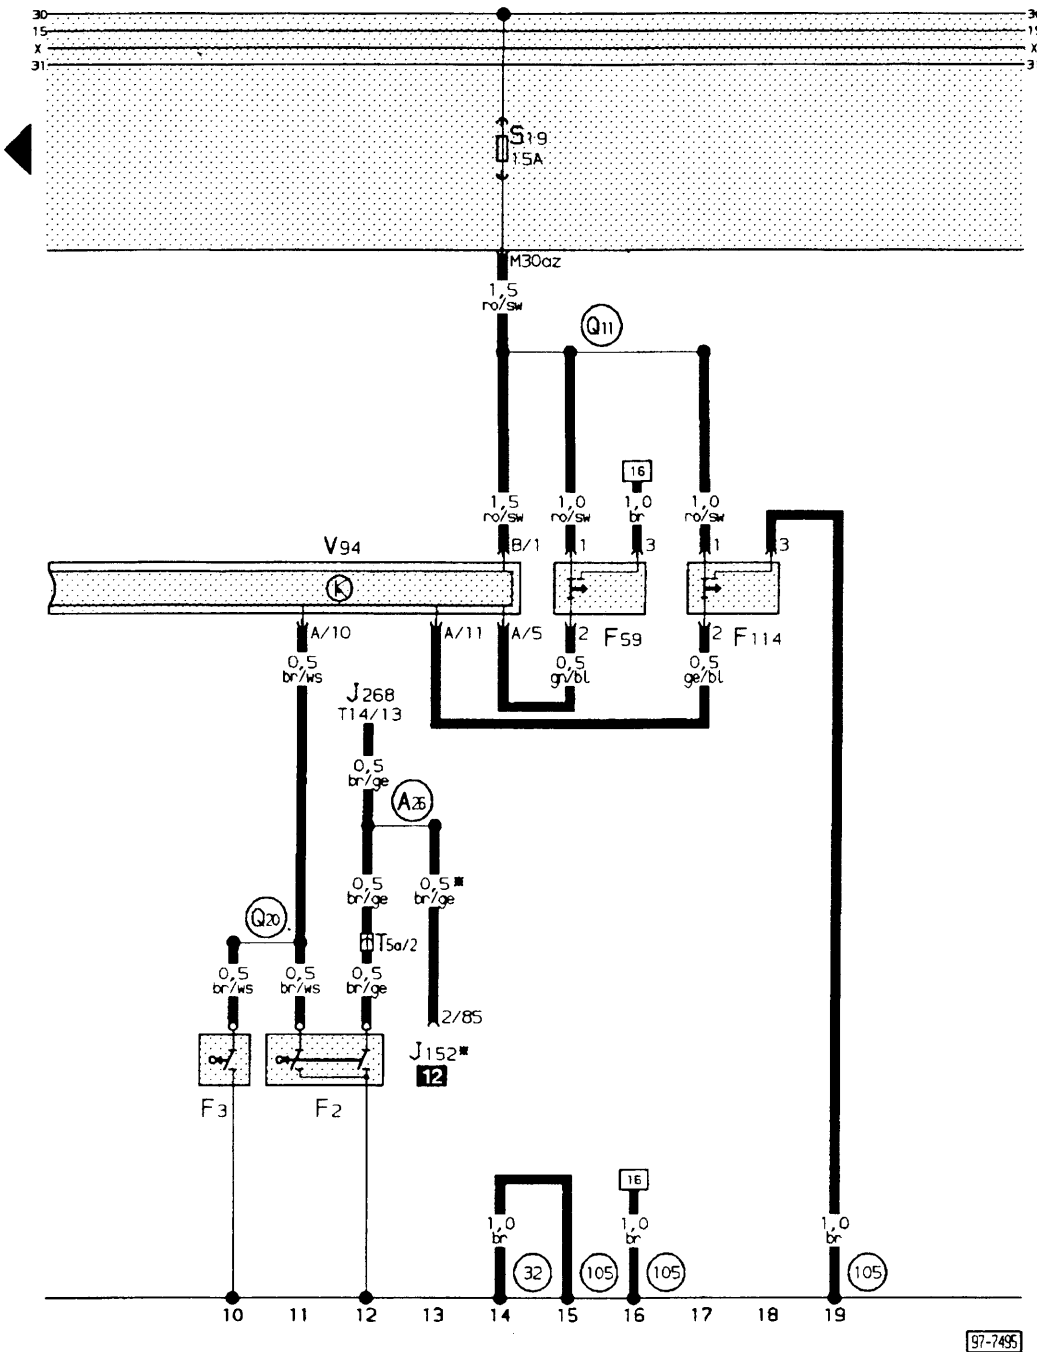 30 30
15 15
X X
31 31
S19
15A
M30az
1,5
ro/sw
Q11
16
1,5 1,0 1,0 1,0
ro/sw ro/sw br ro/sw
V94 B/1 1 3 1 3
K
A/10 A/11 A/5 2 F59 2 F114
0,5 0,5 0,5
br/ws gn/bl ge/bl
J268
T14/13
0,5
br/ge
A26
0,5 0,5*
br/ge br/ge
Q20
T5a/2
0,5 0,5 0,5
br/ws br/ws br/ge
2/85
J152*
12
F3 F2
16
1,0 1,0 1,0
br br br
32 105 105 105
10 11 12 13 14 15 16 17 18 19
97-7495